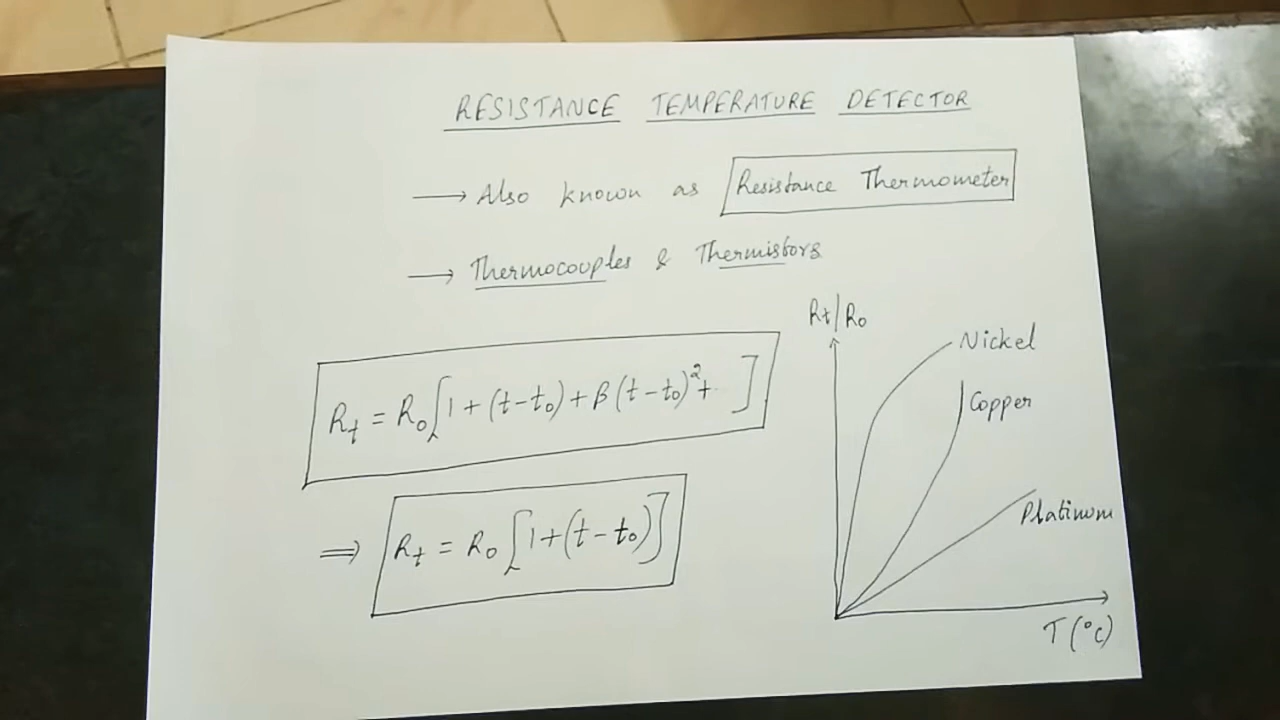 RESISTANCE TEMPERATURE DETECTOR
→ Also known as Resistance Thermometer
→ Thermocouples & Thermistors
Rt = R₀[1 + (t-t₀) + β(t-t₀)² + ]
⇒ Rt = R₀[1 + (t-t₀)]
Rt/R₀
Nickel
Copper
Platinum
T(°C)